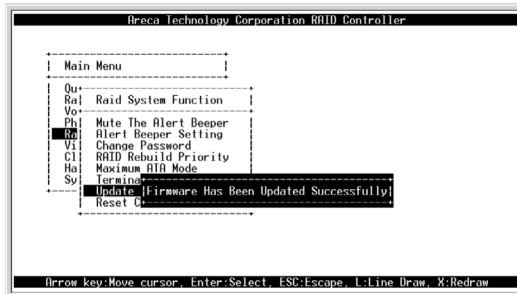 Areca Technology Corporation RAID Controller
Main Menu
Qu
Ra
Raid System Function
Vo
Ph
Mute The Alert Beeper
Ra
Alert Beeper Setting
Vi
Change Password
Cl
RAID Rebuild Priority
Ha
Maximum ATA Mode
Sy
Termina
Update
Firmware Has Been Updated Successfully
Reset C
Arrow key:Move cursor, Enter:Select, ESC:Escape, L:Line Draw, X:Redraw